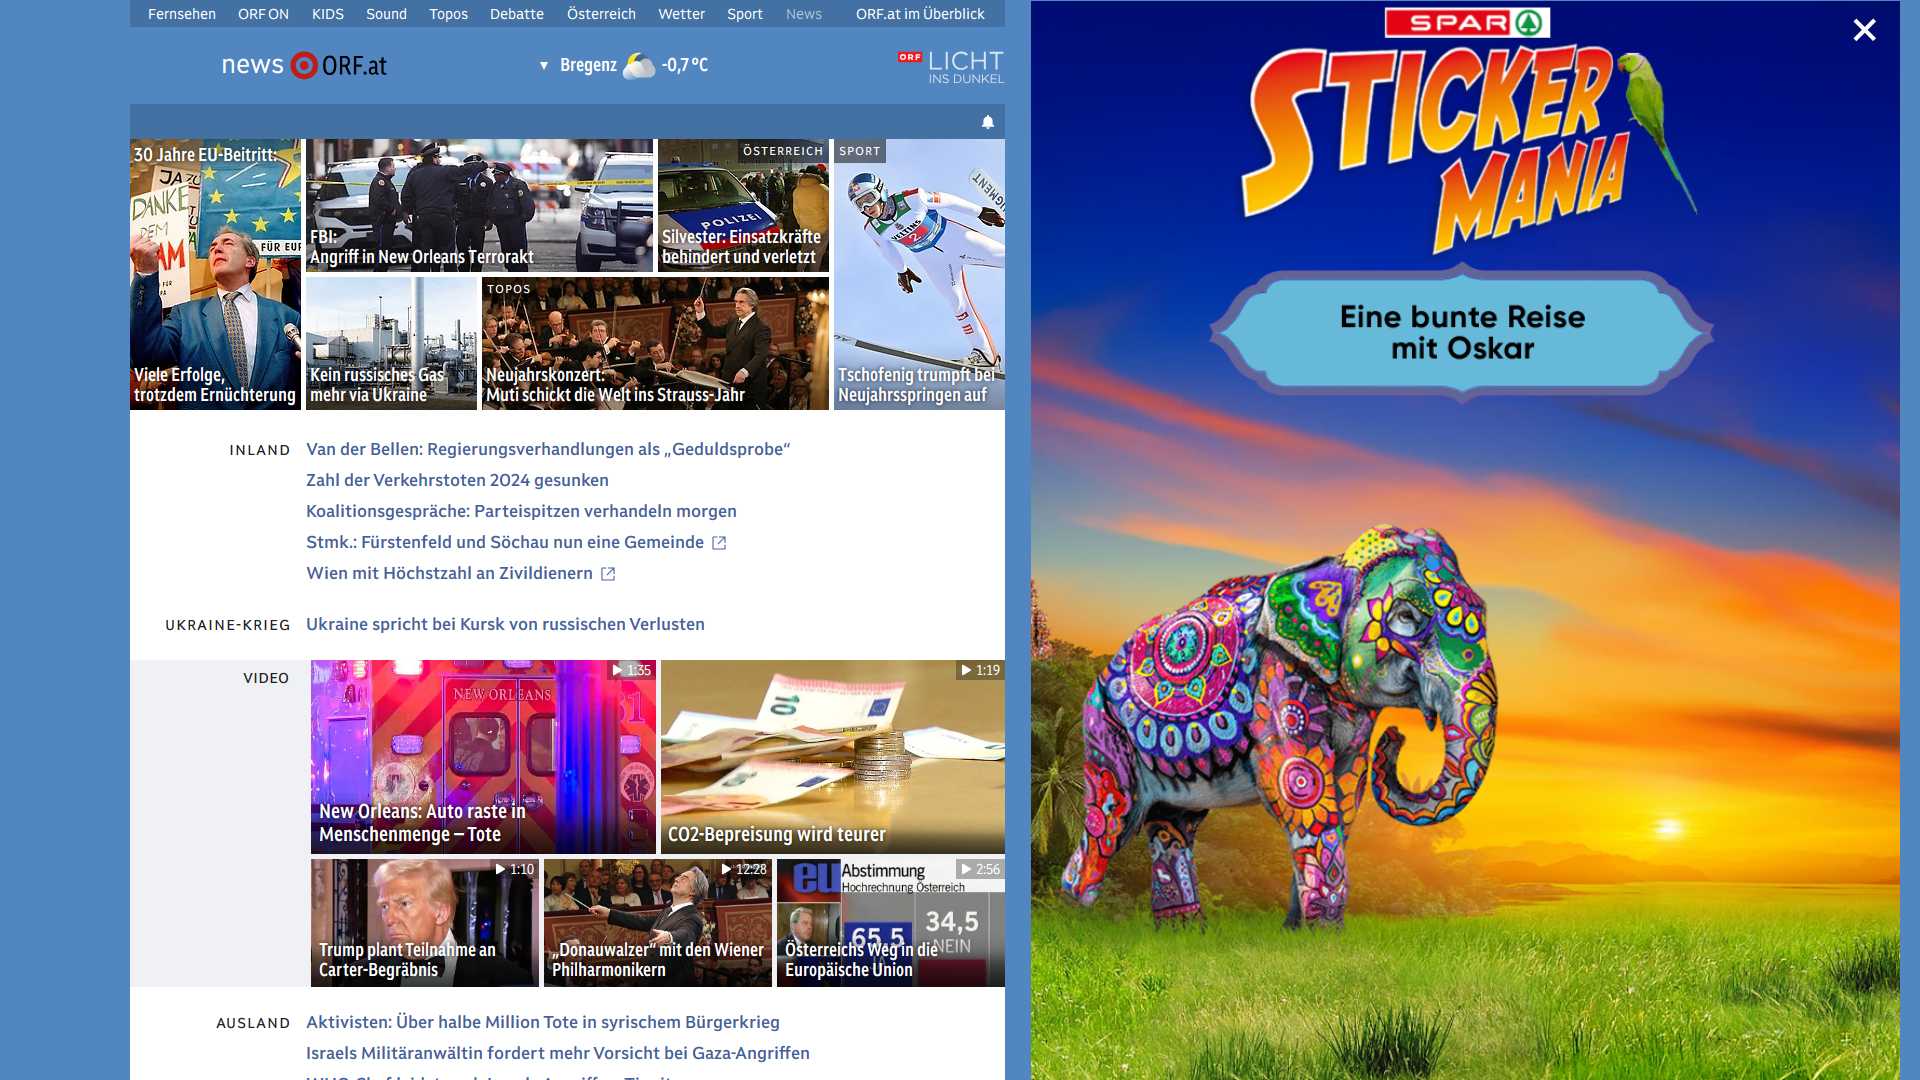 Fernsehen ORF ON KIDS Sound Topos Debatte Österreich Wetter Sport News ORF.at im Überblick
news ORF.at
▼ Bregenz -0,7 °C
ORF LICHT
INS DUNKEL
30 Jahre EU-Beitritt:
Viele Erfolge,
trotzdem Ernüchterung
FBI:
Angriff in New Orleans Terrorakt
ÖSTERREICH
POLIZEI
Silvester: Einsatzkräfte
behindert und verletzt
SPORT
Tschofenig trumpft bei
Neujahrsspringen auf
Kein russisches Gas
mehr via Ukraine
TOPOS
Neujahrskonzert:
Muti schickt die Welt ins Strauss-Jahr
INLAND
Van der Bellen: Regierungsverhandlungen als „Geduldsprobe“
Zahl der Verkehrstoten 2024 gesunken
Koalitionsgespräche: Parteispitzen verhandeln morgen
Stmk.: Fürstenfeld und Söchau nun eine Gemeinde
Wien mit Höchstzahl an Zivildienern
UKRAINE-KRIEG
Ukraine spricht bei Kursk von russischen Verlusten
VIDEO
1:35
NEW ORLEANS
New Orleans: Auto raste in
Menschenmenge – Tote
1:19
10
CO2-Bepreisung wird teurer
1:10
Trump plant Teilnahme an
Carter-Begräbnis
12:28
„Donauwalzer“ mit den Wiener
Philharmonikern
2:56
eu Abstimmung
Hochrechnung Österreich
65,5
34,5
NEIN
Österreichs Weg in die
Europäische Union
AUSLAND
Aktivisten: Über halbe Million Tote in syrischem Bürgerkrieg
Israels Militäranwältin fordert mehr Vorsicht bei Gaza-Angriffen
SPAR
STICKER
MANIA
Eine bunte Reise
mit Oskar